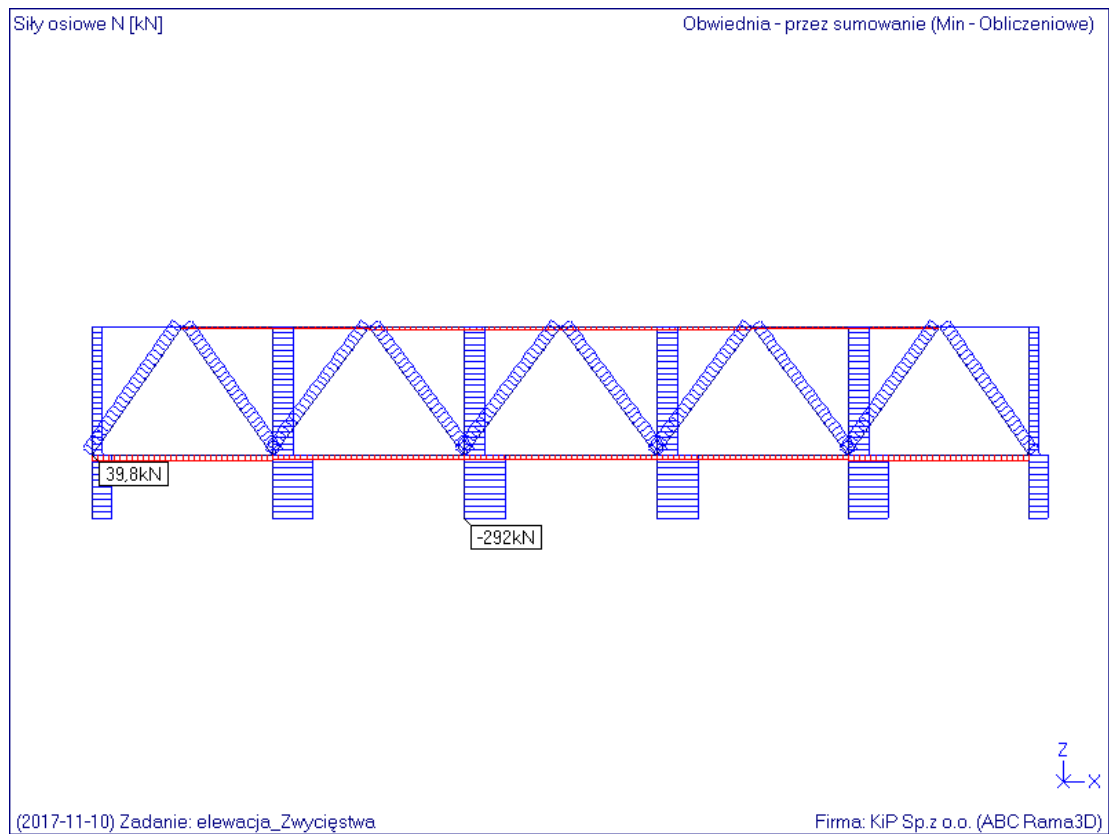 Siły osiowe N [kN]
Obwiednia - przez sumowanie (Min - Obliczeniowe)
39,8kN
-292kN
Z
X
(2017-11-10) Zadanie: elewacja_Zwycięstwa
Firma: KiP Sp.z o.o. (ABC Rama3D)